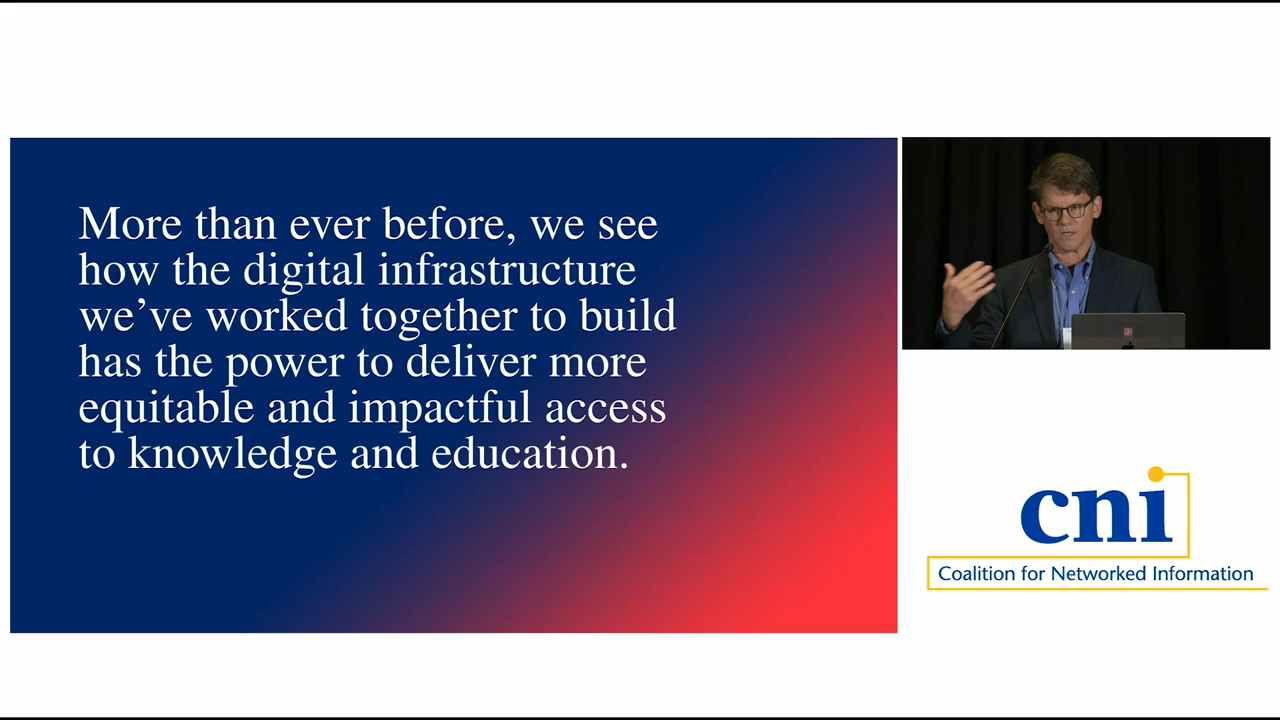 More than ever before, we see
how the digital infrastructure
we’ve worked together to build
has the power to deliver more
equitable and impactful access
to knowledge and education.
cni
Coalition for Networked Information